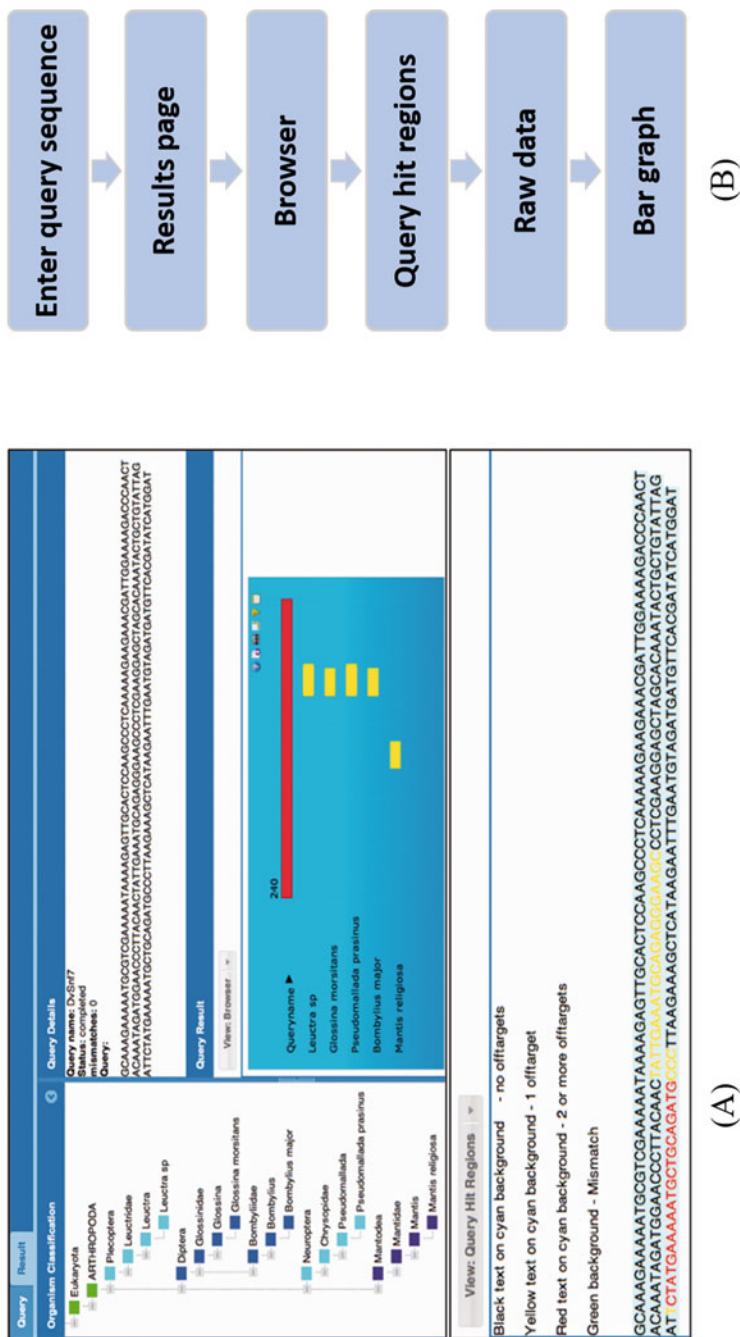 Query Result
Organism Classification
Eukaryota
ARTHROPODA
Plecoptera
Leuctridae
Leuctra
Leuctra sp
Diptera
Glossinidae
Glossina
Glossina morsitans
Bombyliidae
Bombylius
Bombylius major
Neuroptera
Chrysopidae
Pseudomallada
Pseudomallada prasinus
Mantodea
Mantidae
Mantis
Mantis religiosa
Query Details
Query name: DvSnf7
Status: completed
mismatches: 0
Query:
GCAAAGAAAAATGCGTCGAAAAATAAAAGAGTTGCACTCCAAGCCCTCAAAAAGAAGAAACGATTGGAAAAGACCCAACT
ACAAATAGATGGAACCCTTACAACTATTGAAATGCAGAGGGAAGCCCTCGAAGGAGCTAGCACAAATACTGCTGTATTAG
ATTCTATGAAAAATGCTGCAGATGCCCTTAAGAAAGCTCATAAGAATTTGAATGTAGATGATGTTCACGATATCATGGAT
Query Result
View: Browser
240
Queryname
Leuctra sp
Glossina morsitans
Pseudomallada prasinus
Bombylius major
Mantis religiosa
View: Query Hit Regions
Black text on cyan background - no offtargets
Yellow text on cyan background - 1 offtarget
Red text on cyan background - 2 or more offtargets
Green background - Mismatch
GCAAAGAAAAATGCGTCGAAAAATAAAAGAGTTGCACTCCAAGCCCTCAAAAAGAAGAAACGATTGGAAAAGACCCAACT
ACAAATAGATGGAACCCTTACAACTATTGAAATGCAGAGGGAAGCCCTCGAAGGAGCTAGCACAAATACTGCTGTATTAG
ATTCTATGAAAAATGCTGCAGATGCCCTTAAGAAAGCTCATAAGAATTTGAATGTAGATGATGTTCACGATATCATGGAT
(A)
Enter query sequence
Results page
Browser
Query hit regions
Raw data
Bar graph
(B)